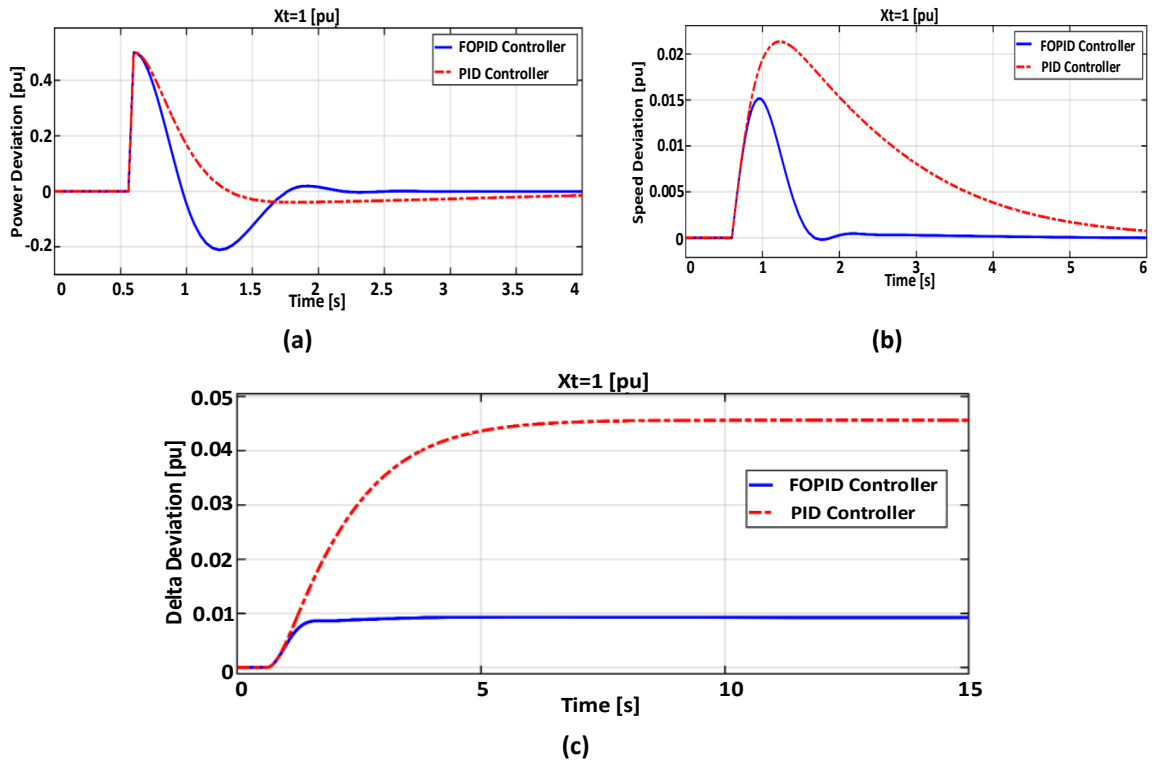 Xt=1 [pu]
Power Deviation [pu]
0.4
0.2
0
-0.2
FOPID Controller
PID Controller
0 0.5 1 1.5 2 2.5 3 3.5 4
Time [s]
(a)
Xt=1 [pu]
Speed Deviation [pu]
0.02
0.015
0.01
0.005
0
FOPID Controller
PID Controller
0 1 2 3 4 5 6
Time [s]
(b)
Xt=1 [pu]
Delta Deviation [pu]
0.05
0.04
0.03
0.02
0.01
0
FOPID Controller
PID Controller
0 5 10 15
Time [s]
(c)